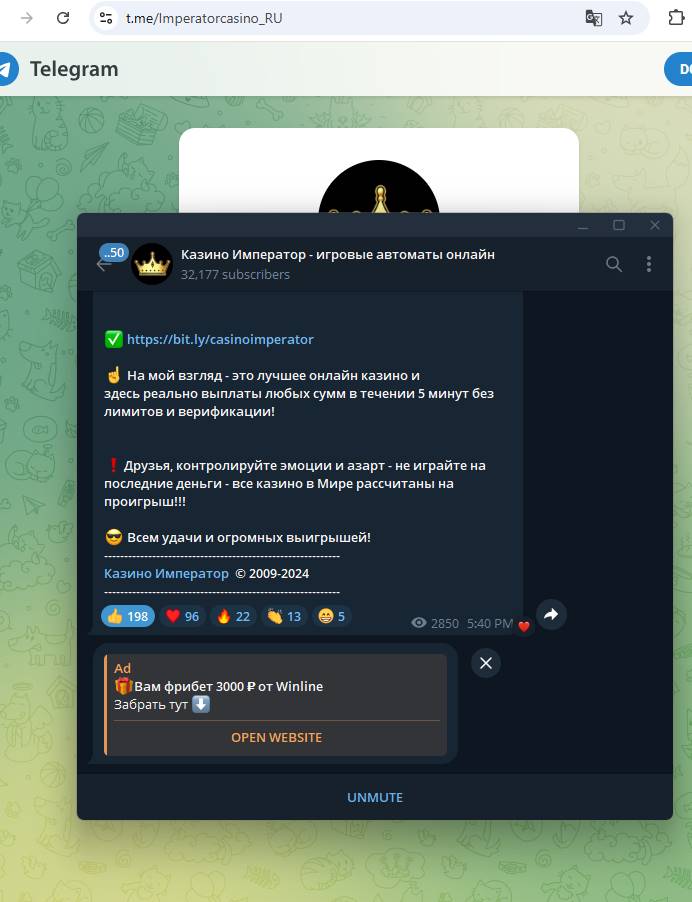 t.me/Imperatorcasino_RU
Telegram
..50
Казино Император - игровые автоматы онлайн
32,177 subscribers
✅ https://bit.ly/casinoimperator
☝ На мой взгляд - это лучшее онлайн казино и
здесь реально выплаты любых сумм в течении 5 минут без
лимитов и верификации!
❗ Друзья, контролируйте эмоции и азарт - не играйте на
последние деньги - все казино в Мире рассчитаны на
проигрыш!!!
😎 Всем удачи и огромных выигрышей!
-----------------------------------------------------------
Казино Император © 2009-2024
-----------------------------------------------------------
👍 198 ❤ 96 🔥 22 👏 13 😁 5
2850 5:40 PM
Ad
🎁Вам фрибет 3000 ₽ от Winline
Забрать тут ⬇
OPEN WEBSITE
UNMUTE